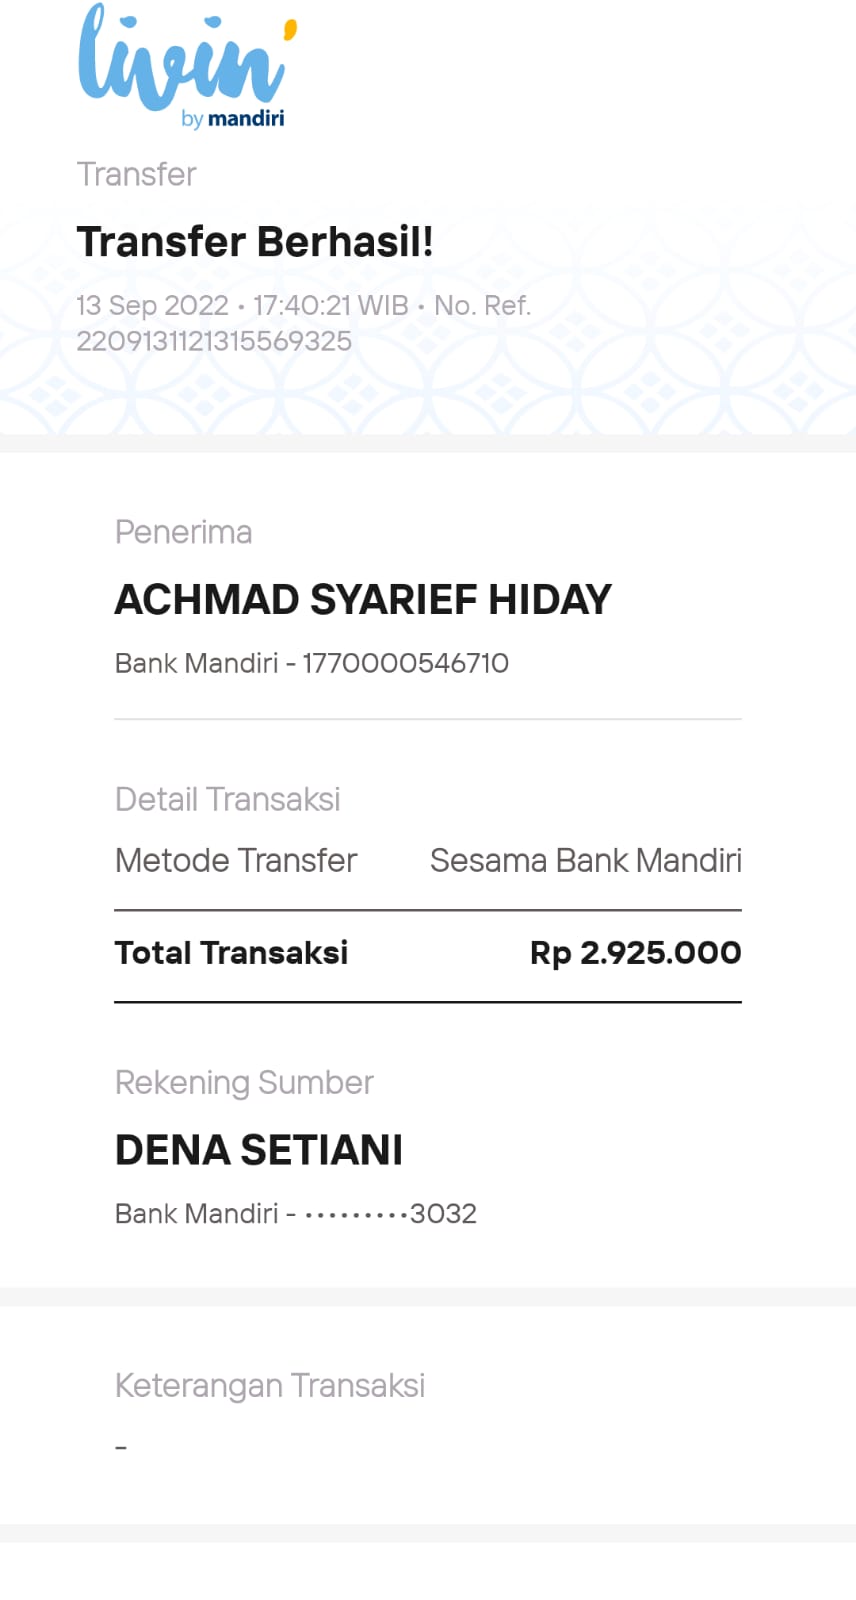 livin'
by mandiri
Transfer
Transfer Berhasil!
13 Sep 2022 • 17:40:21 WIB • No. Ref.
2209131121315569325
Penerima
ACHMAD SYARIEF HIDAY
Bank Mandiri - 1770000546710
Detail Transaksi
Metode Transfer Sesama Bank Mandiri
Total Transaksi Rp 2.925.000
Rekening Sumber
DENA SETIANI
Bank Mandiri - •••••••••3032
Keterangan Transaksi
-